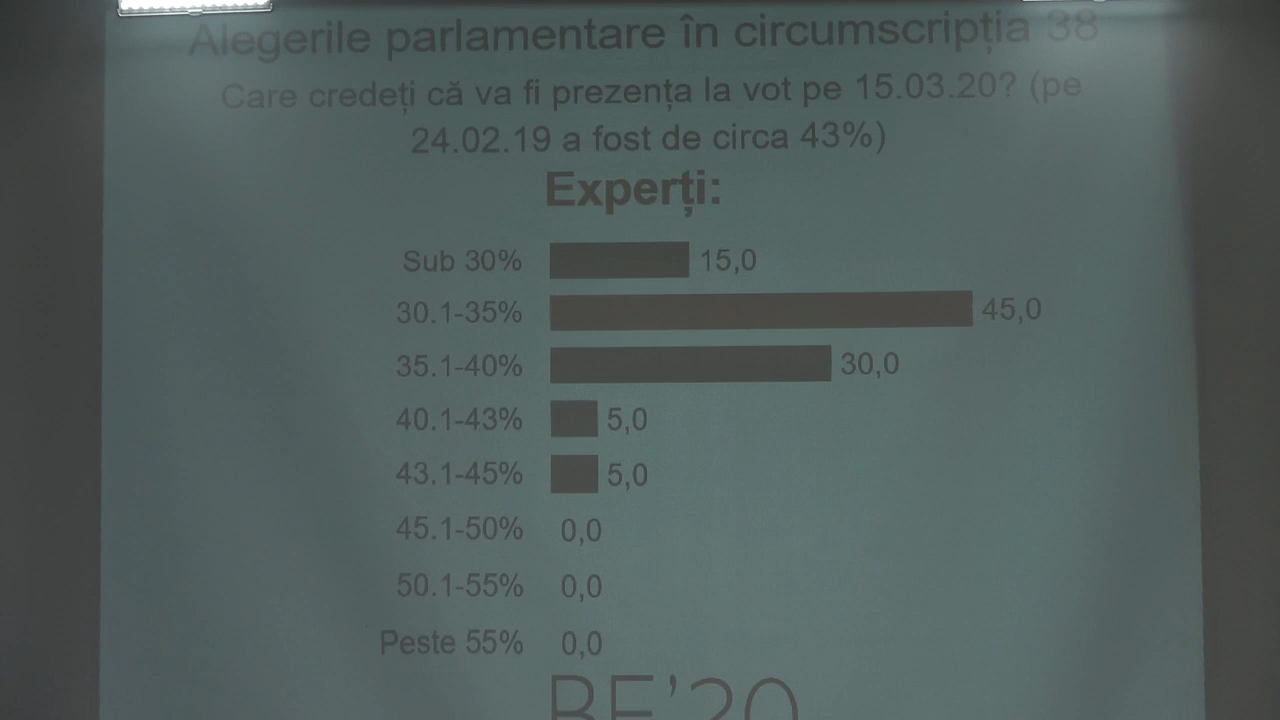 Alegerile parlamentare în circumscripția 38
Care credeți că va fi prezența la vot pe 15.03.20? (pe
24.02.19 a fost de circa 43%)
Experți:
Sub 30% 15,0
30.1-35% 45,0
35.1-40% 30,0
40.1-43% 5,0
43.1-45% 5,0
45.1-50% 0,0
50.1-55% 0,0
Peste 55% 0,0
BE’20